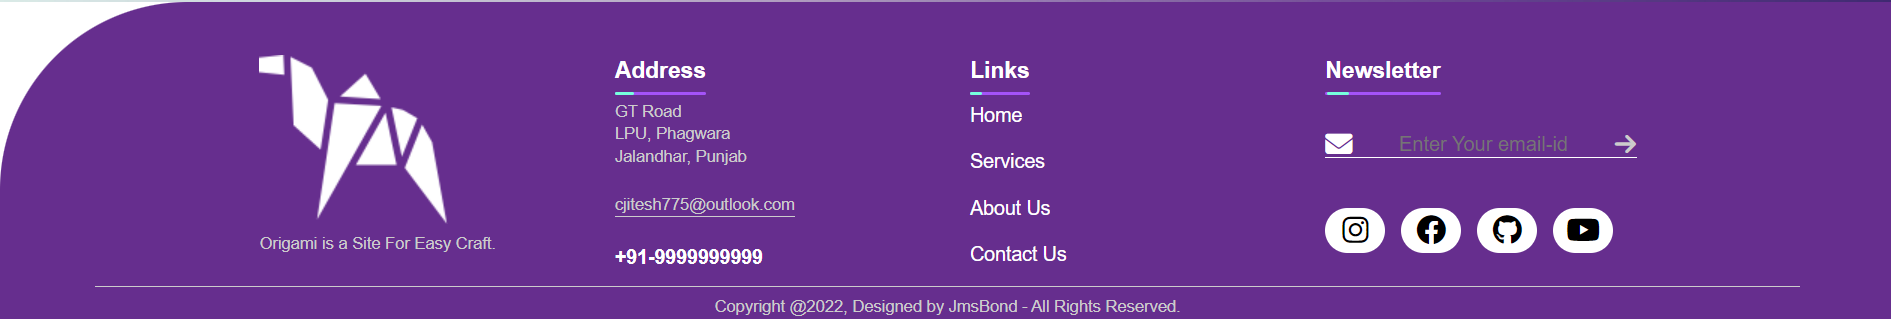 Origami is a Site For Easy Craft.
Address
GT Road
LPU, Phagwara
Jalandhar, Punjab
cjitesh775@outlook.com
+91-9999999999
Links
Home
Services
About Us
Contact Us
Newsletter
Enter Your email-id
Copyright @2022, Designed by JmsBond - All Rights Reserved.